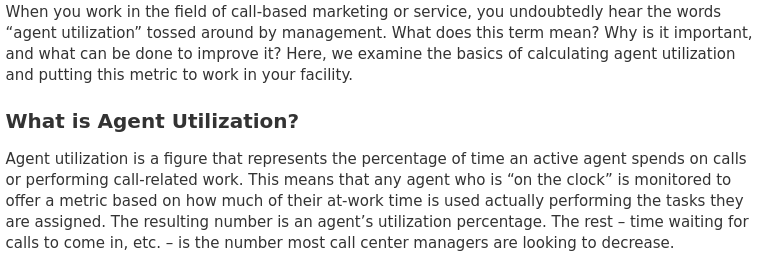 When you work in the field of call-based marketing or service, you undoubtedly hear the words
“agent utilization” tossed around by management. What does this term mean? Why is it important,
and what can be done to improve it? Here, we examine the basics of calculating agent utilization
and putting this metric to work in your facility.
What is Agent Utilization?
Agent utilization is a figure that represents the percentage of time an active agent spends on calls
or performing call-related work. This means that any agent who is “on the clock” is monitored to
offer a metric based on how much of their at-work time is used actually performing the tasks they
are assigned. The resulting number is an agent’s utilization percentage. The rest – time waiting for
calls to come in, etc. – is the number most call center managers are looking to decrease.